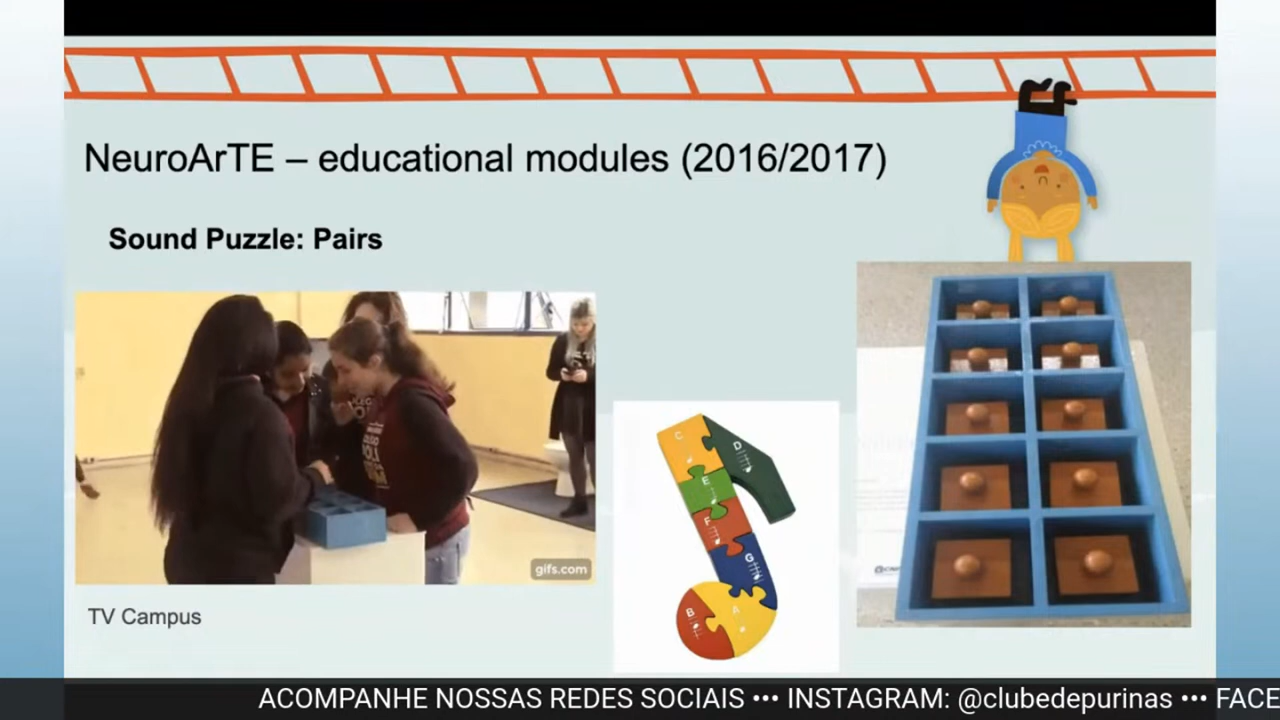 NeuroArTE – educational modules (2016/2017)
Sound Puzzle: Pairs
gifs.com
TV Campus
C
D
E
F
G
A
B
ACOMPANHE NOSSAS REDES SOCIAIS ••• INSTAGRAM: @clubedepurinas ••• FACE